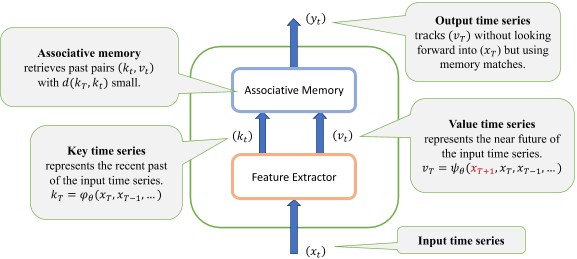 (y_t)
Output time series
tracks (v_T) without looking
forward into (x_T) but using
memory matches.
Associative memory
retrieves past pairs (k_t, v_t)
with d(k_T, k_t) small.
Associative Memory
(k_t)
(v_t)
Key time series
represents the recent past
of the input time series.
k_T = φ_θ(x_T, x_{T−1}, … )
Value time series
represents the near future of
the input time series.
v_T = ψ_θ(x_{T+1}, x_T, x_{T−1}, … )
Feature Extractor
(x_t)
Input time series